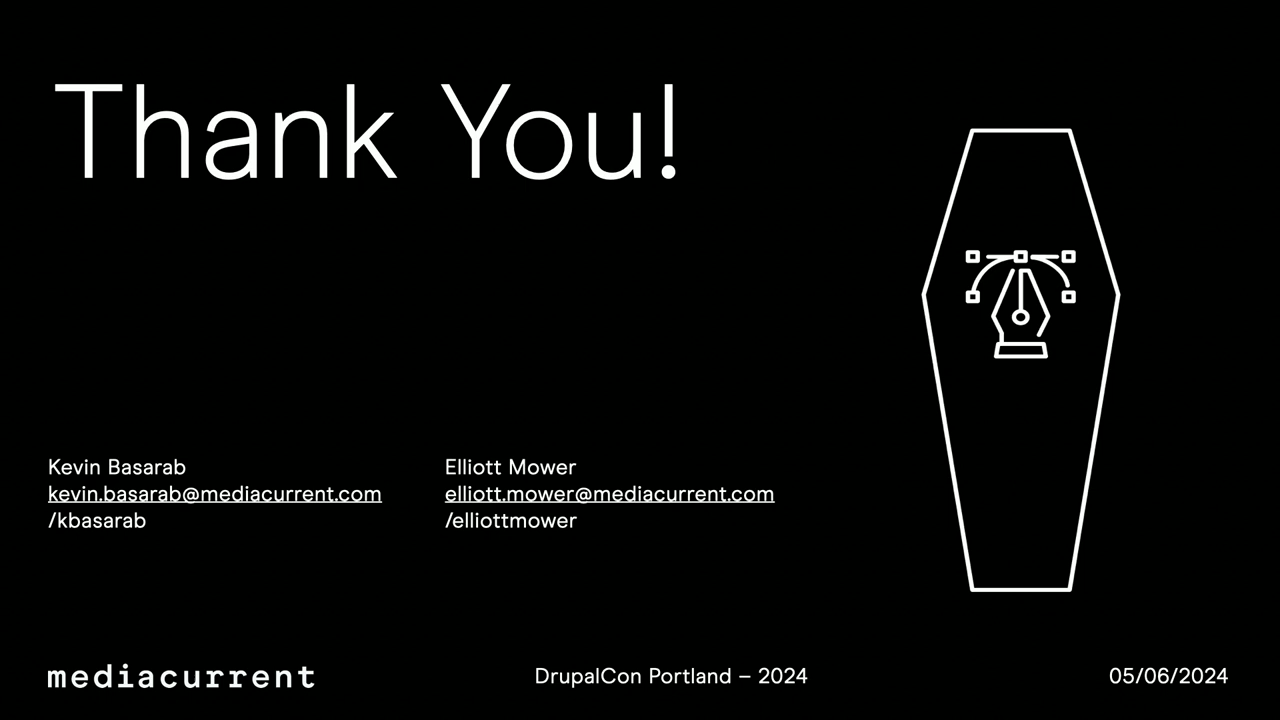 Thank You!
Kevin Basarab
kevin.basarab@mediacurrent.com
/kbasarab
Elliott Mower
elliott.mower@mediacurrent.com
/elliottmower
mediacurrent
DrupalCon Portland – 2024
05/06/2024